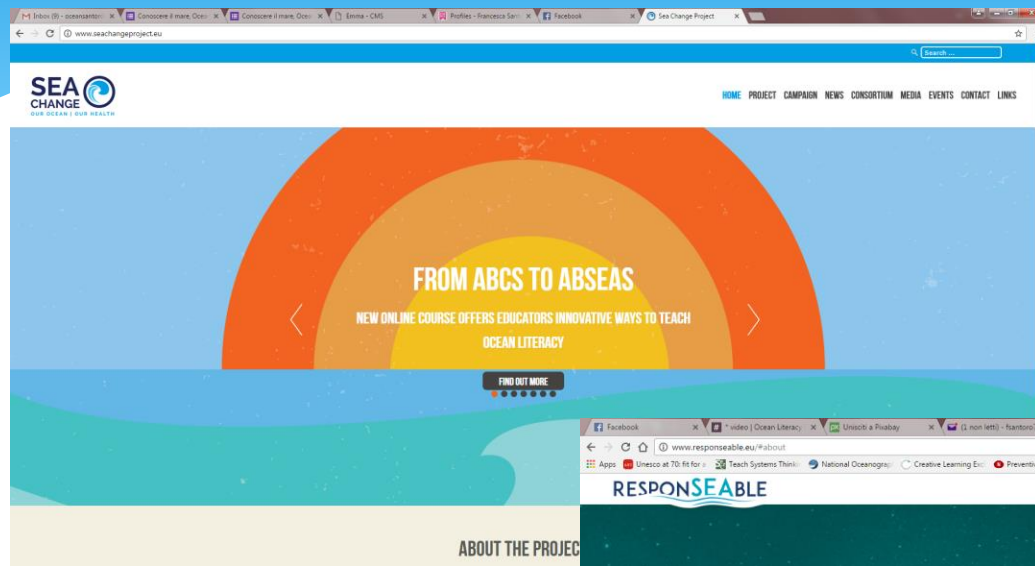 Inbox (9) - oceansantoro
Conoscere il mare, Ocea
Conoscere il mare, Ocea
Emma - CMS
Profiles - Francesca Sant
Facebook
Sea Change Project
www.seachangeproject.eu
Search ...
SEA
CHANGE
OUR OCEAN | OUR HEALTH
HOME PROJECT CAMPAIGN NEWS CONSORTIUM MEDIA EVENTS CONTACT LINKS
FROM ABCS TO ABSEAS
NEW ONLINE COURSE OFFERS EDUCATORS INNOVATIVE WAYS TO TEACH
OCEAN LITERACY
FIND OUT MORE
ABOUT THE PROJEC
Facebook
* video | Ocean Literacy
Unisciti a Pixabay
(1 non letti) - fsantoro
www.responseable.eu/#about
Apps
Unesco at 70: fit for
Teach Systems Thinki
National Oceanograp
Creative Learning Exc
Preventi
RESPONSEABLE